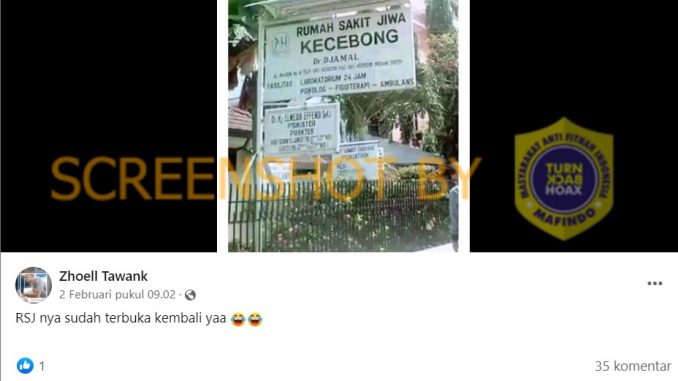 RUMAH SAKIT JIWA
KECEBONG
Dr DJAMAL
FASILITAS : LABORATORIUM 24 JAM
PSIKOLOG - FISIOTERAPI - AMBULANS
PSIKIATER
PRAKTEK
SCREENSHOT BY
MASYARAKAT ANTI FITNAH INDONESIA
TURN
BACK
HOAX
MAFINDO
Zhoell Tawank
2 Februari pukul 09.02 ·
RSJ nya sudah terbuka kembali yaa 😂😂
1
35 komentar